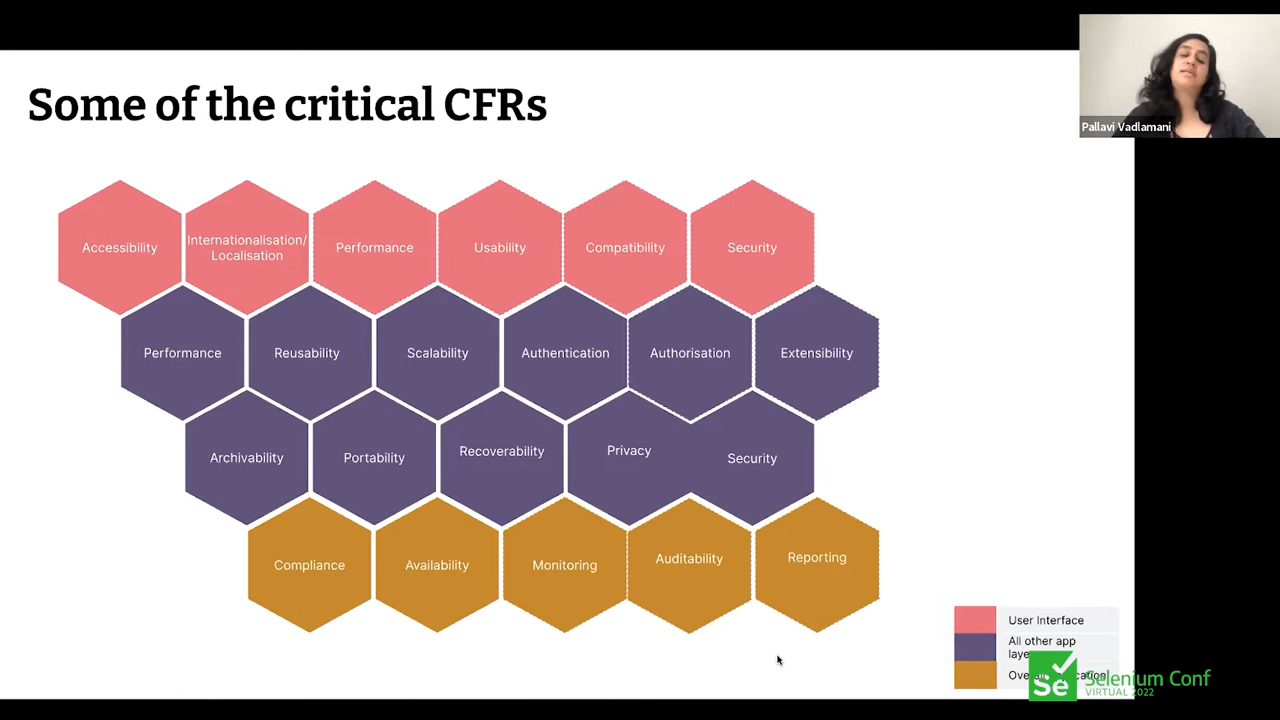 Some of the critical CFRs
Pallavi Vadlamani
Accessibility
Internationalisation/
Localisation
Performance
Usability
Compatibility
Security
Performance
Reusability
Scalability
Authentication
Authorisation
Extensibility
Archivability
Portability
Recoverability
Privacy
Security
Compliance
Availability
Monitoring
Auditability
Reporting
User Interface
All other app
Se
Selenium Conf
VIRTUAL 2022